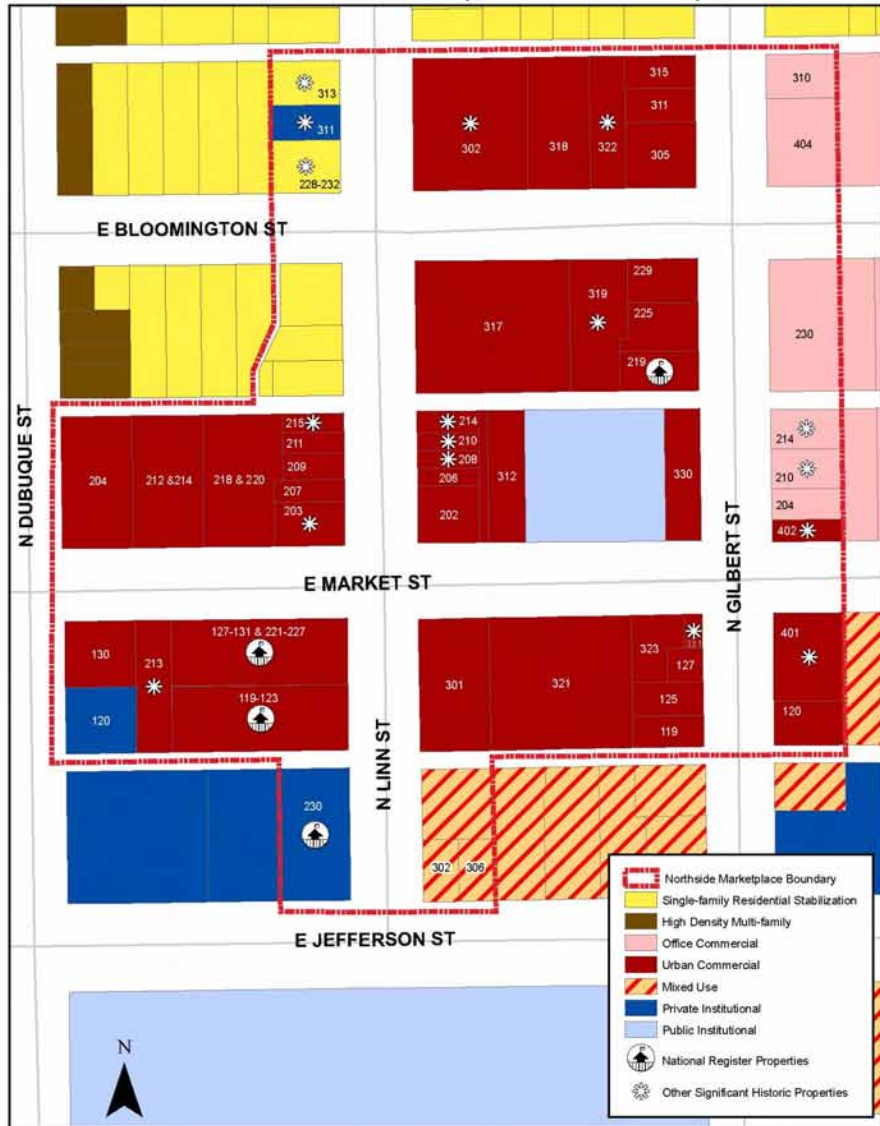 313
311
228-232
302
318
322
315
311
305
310
404
E BLOOMINGTON ST
317
319
229
225
219
230
N DUBUQUE ST
204
212 &214
218 & 220
215
211
209
207
203
214
210
208
206
202
312
330
N GILBERT ST
214
210
204
402
E MARKET ST
130
213
127-131 & 221-227
120
119-123
N LINN ST
301
321
323
127
125
119
401
120
230
302
306
E JEFFERSON ST
N
Northside Marketplace Boundary
Single-family Residential Stabilization
High Density Multi-family
Office Commercial
Urban Commercial
Mixed Use
Private Institutional
Public Institutional
National Register Properties
Other Significant Historic Properties